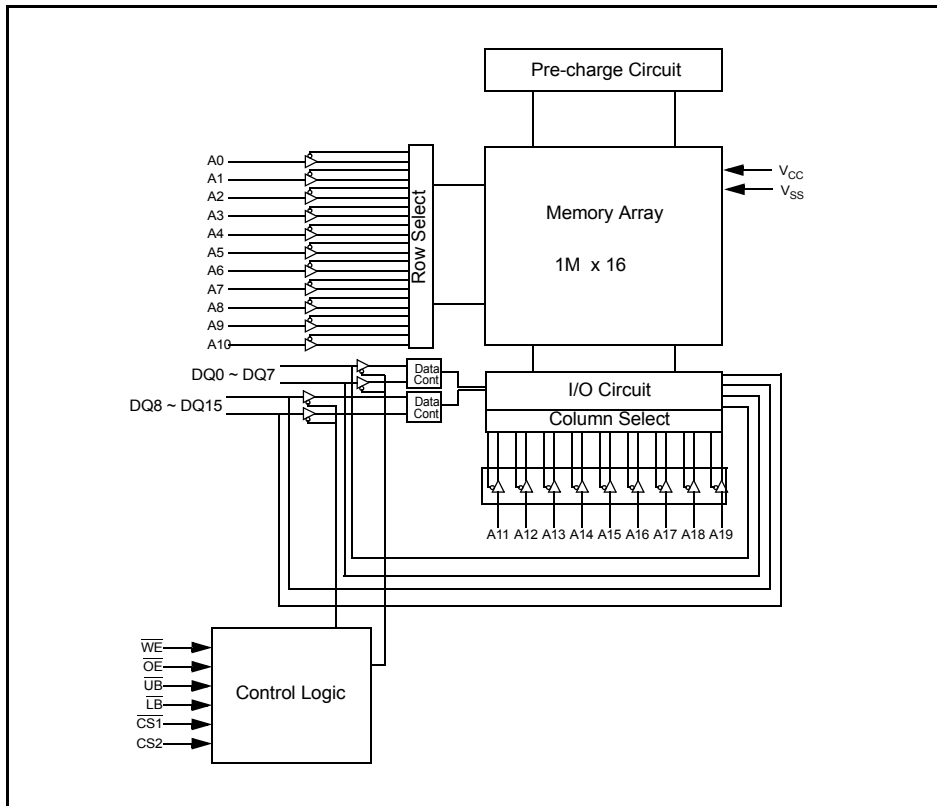 Pre-charge Circuit
A0
A1
A2
A3
A4
A5
A6
A7
A8
A9
A10
Row Select
Memory Array
1M x 16
VCC
VSS
DQ0 ~ DQ7
DQ8 ~ DQ15
Data
Cont
Data
Cont
I/O Circuit
Column Select
A11 A12 A13 A14 A15 A16 A17 A18 A19
WE
OE
UB
LB
CS1
CS2
Control Logic